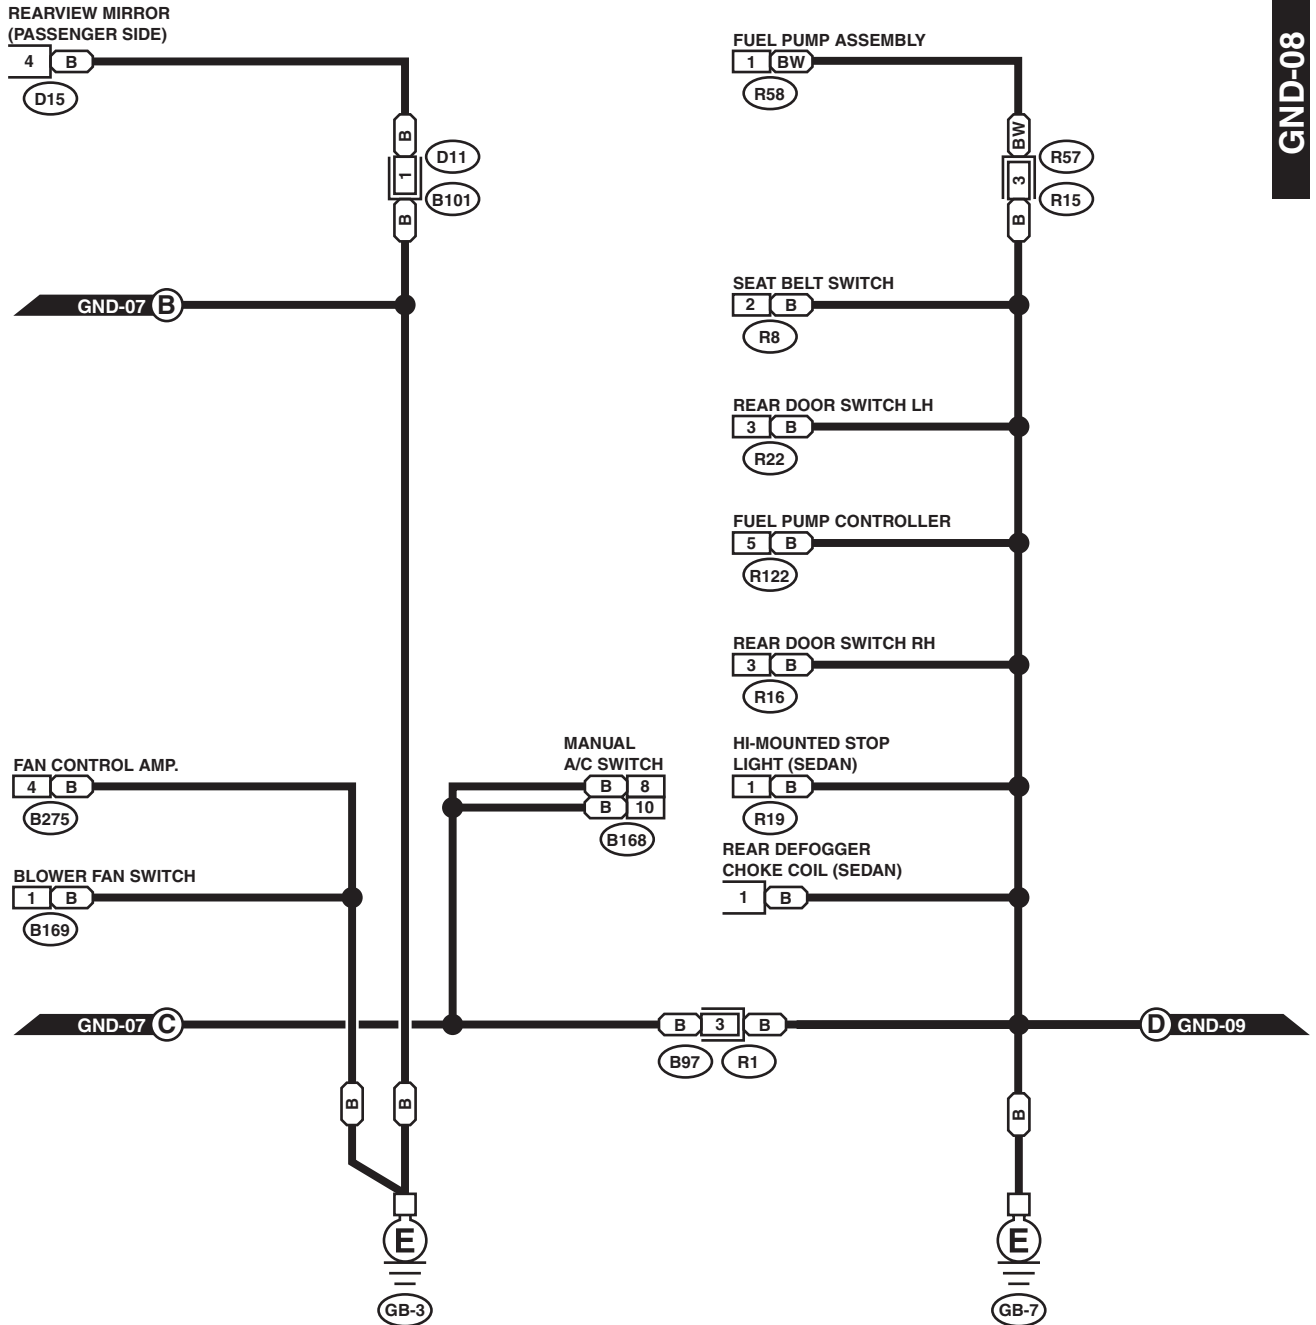 GND-08
REARVIEW MIRROR
(PASSENGER SIDE)
4 B
D15
B
1
D11
B101
B
GND-07 B
FUEL PUMP ASSEMBLY
1 BW
R58
BW
3
R57
R15
B
SEAT BELT SWITCH
2 B
R8
REAR DOOR SWITCH LH
3 B
R22
FUEL PUMP CONTROLLER
5 B
R122
REAR DOOR SWITCH RH
3 B
R16
FAN CONTROL AMP.
4 B
B275
BLOWER FAN SWITCH
1 B
B169
MANUAL
A/C SWITCH
B 8
B 10
B168
HI-MOUNTED STOP
LIGHT (SEDAN)
1 B
R19
REAR DEFOGGER
CHOKE COIL (SEDAN)
1 B
GND-07 C
B 3 B
B97 R1
D GND-09
B B
B
E
GB-3
E
GB-7